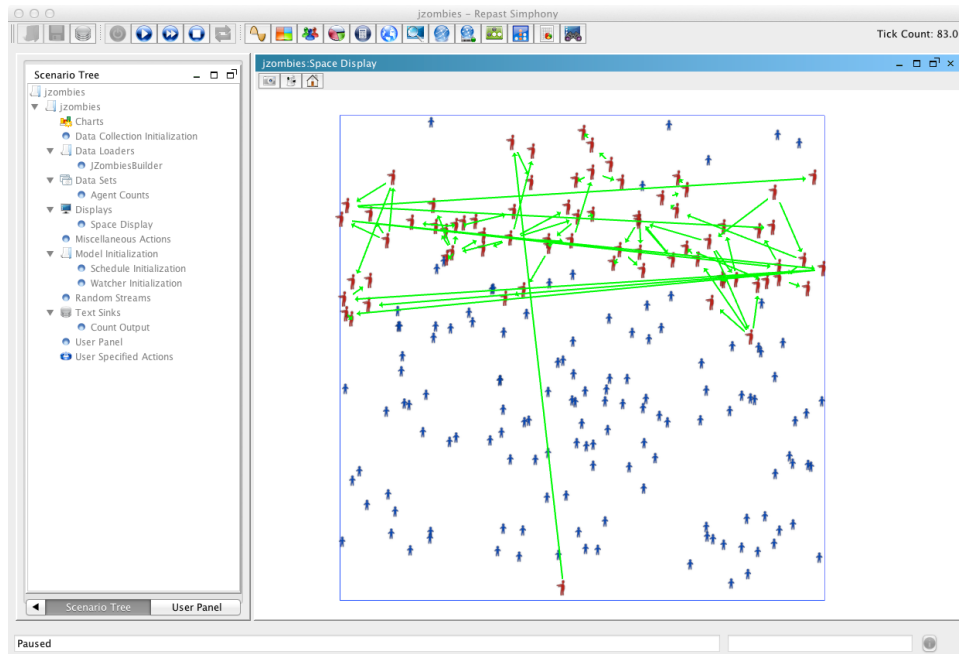 jzombies - Repast Simphony
Tick Count: 83.0
Scenario Tree
jzombies:Space Display
jzombies
jzombies
Charts
Data Collection Initialization
Data Loaders
JZombiesBuilder
Data Sets
Agent Counts
Displays
Space Display
Miscellaneous Actions
Model Initialization
Schedule Initialization
Watcher Initialization
Random Streams
Text Sinks
Count Output
User Panel
User Specified Actions
Scenario Tree
User Panel
Paused